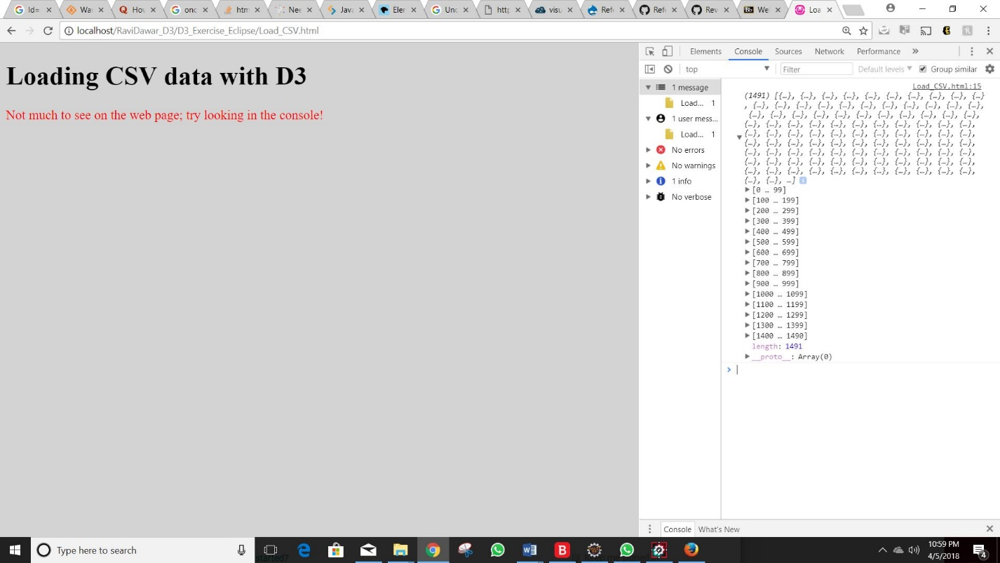 Id=
Wa
Hov
onc
htm
Nee
Java
Eler
Unc
http
visu
Refe
Refe
Rev
We
Loa
localhost/RaviDawar_D3/D3_Exercise_Eclipse/Load_CSV.html
Loading CSV data with D3
Not much to see on the web page; try looking in the console!
Elements Console Sources Network Performance »
top Filter Default levels Group similar
1 message
Load... 1
1 user mess...
Load... 1
No errors
No warnings
1 info
No verbose
Load_CSV.html:15
(1491) [{…}, {…}, {…}, {…}, {…}, {…}, {…}, {…}, {…}, {…}
, {…}, {…}, {…}, {…}, {…}, {…}, {…}, {…}, {…}, {…}, {…},
{…}, {…}, {…}, {…}, {…}, {…}, {…}, {…}, {…}, {…}, {…},
{…}, {…}, {…}, {…}, {…}, {…}, {…}, {…}, {…}, {…}, {…},
{…}, {…}, {…}, {…}, {…}, {…}, {…}, {…}, {…}, {…}, {…},
{…}, {…}, {…}, {…}, {…}, {…}, {…}, {…}, {…}, {…}, {…},
{…}, {…}, {…}, {…}, {…}, {…}, {…}, {…}, {…}, {…}, {…},
{…}, {…}, {…}, {…}, {…}, {…}, {…}, {…}, {…}, {…}, {…},
{…}, {…}, {…}, {…}, {…}, {…}, {…}, {…}, {…}, {…}, {…},
{…}, {…}, …]
[0 … 99]
[100 … 199]
[200 … 299]
[300 … 399]
[400 … 499]
[500 … 599]
[600 … 699]
[700 … 799]
[800 … 899]
[900 … 999]
[1000 … 1099]
[1100 … 1199]
[1200 … 1299]
[1300 … 1399]
[1400 … 1490]
length: 1491
__proto__: Array(0)
Console What's New
Type here to search
10:59 PM
4/5/2018
4